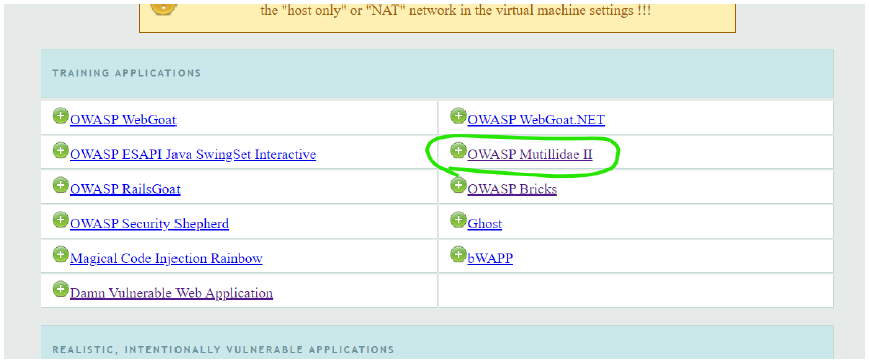 the "host only" or "NAT" network in the virtual machine settings !!!
TRAINING APPLICATIONS
OWASP WebGoat
OWASP WebGoat.NET
OWASP ESAPI Java SwingSet Interactive
OWASP Mutillidae II
OWASP RailsGoat
OWASP Bricks
OWASP Security Shepherd
Ghost
Magical Code Injection Rainbow
bWAPP
Damn Vulnerable Web Application
REALISTIC, INTENTIONALLY VULNERABLE APPLICATIONS